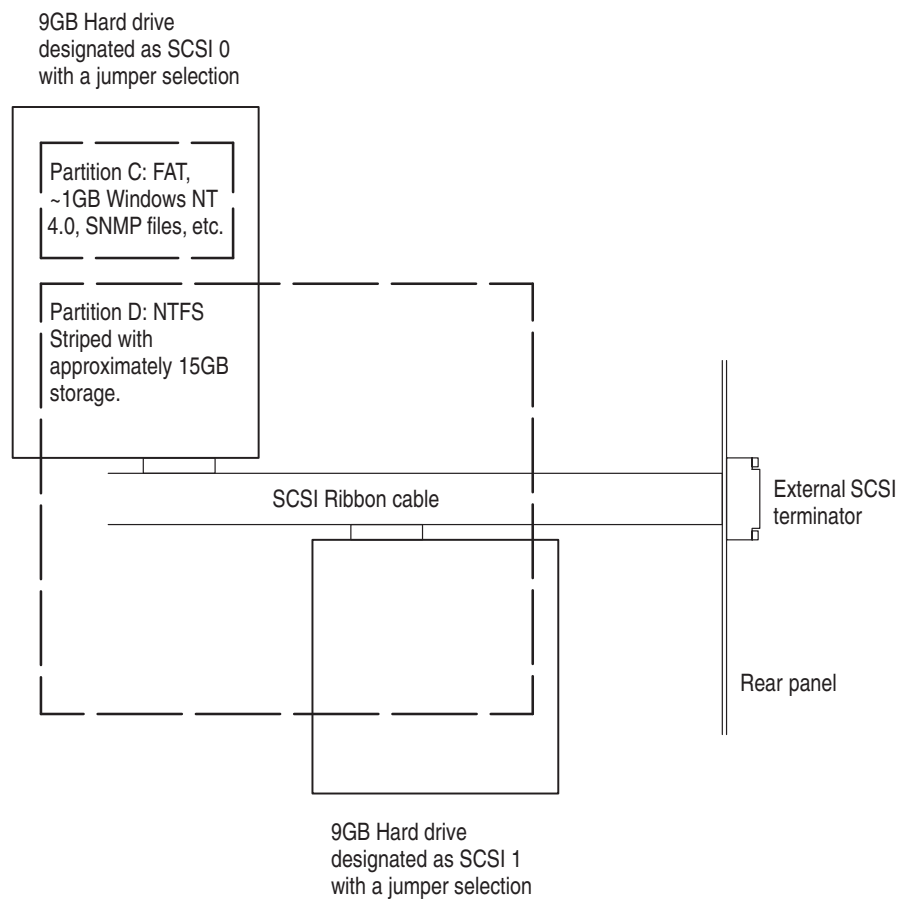 9GB Hard drive
designated as SCSI 0
with a jumper selection
Partition C: FAT,
~1GB Windows NT
4.0, SNMP files, etc.
Partition D: NTFS
Striped with
approximately 15GB
storage.
SCSI Ribbon cable
External SCSI
terminator
Rear panel
9GB Hard drive
designated as SCSI 1
with a jumper selection